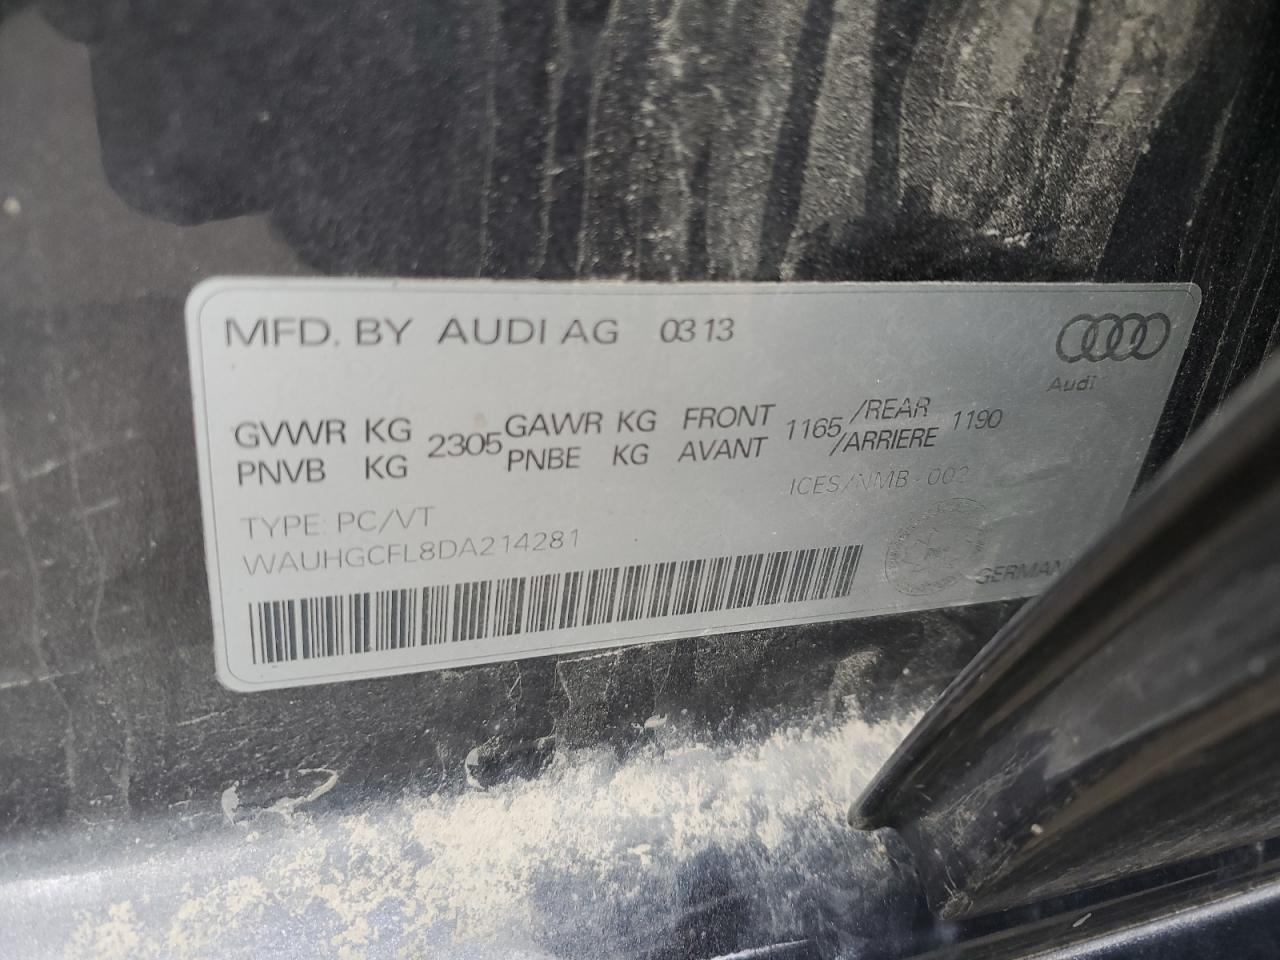 MFD. BY AUDI AG 03 13
Audi
GVWR KG 2305 GAWR KG FRONT 1165 /REAR 1190
PNVB KG PNBE KG AVANT /ARRIERE
ICES/NMB-002
TYPE: PC/VT
WAUHGCFL8DA214281
GERMANY